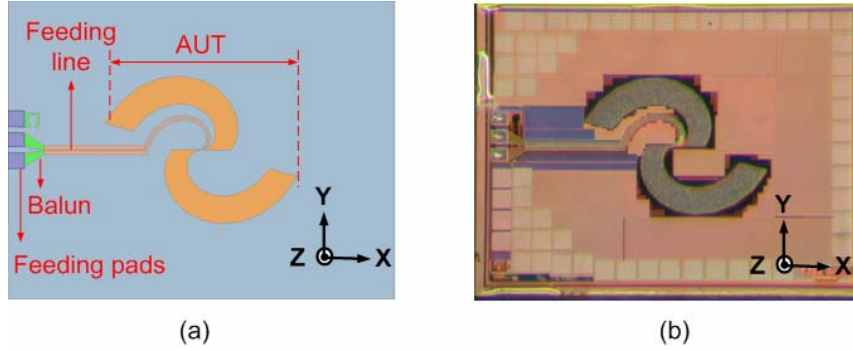 Feeding
line
AUT
Balun
Feeding pads
Y
Z
X
Y
Z
X
(a)
(b)